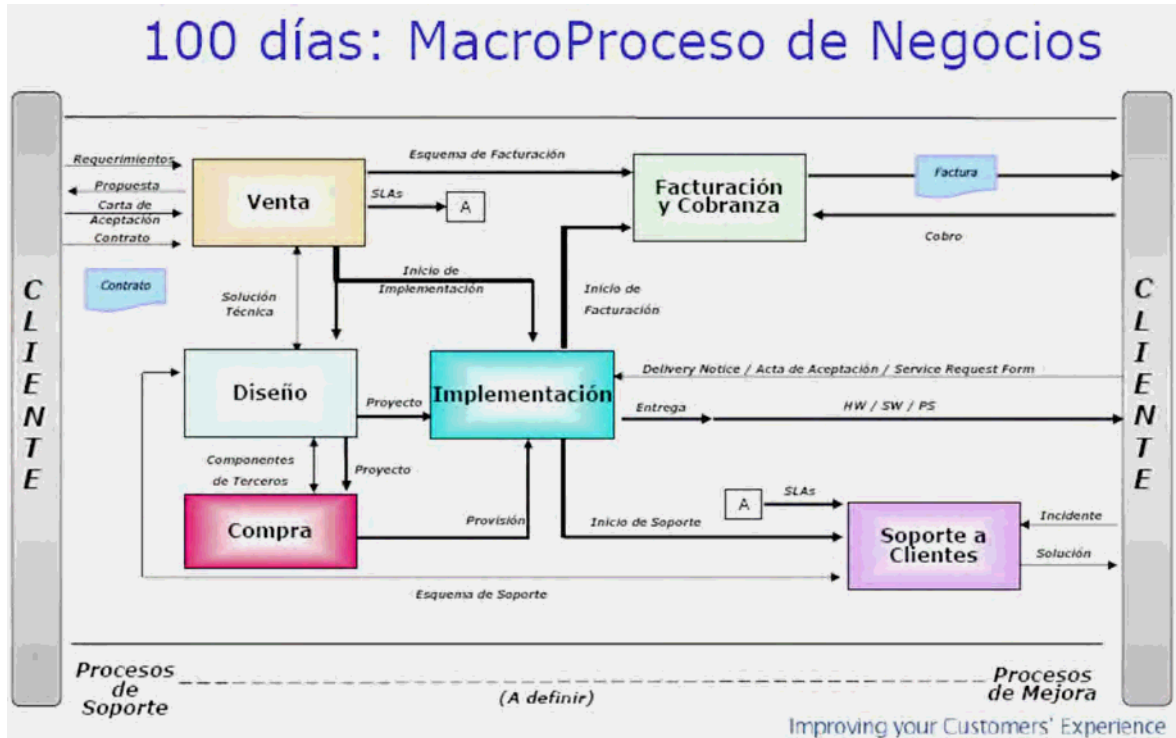 100 días: MacroProceso de Negocios
CLIENTE
Requerimientos
Propuesta
Carta de
Aceptación
Contrato
Contrato
Venta
Esquema de Facturación
SLAs
A
Facturación
y Cobranza
Factura
Cobro
Solución
Técnica
Inicio de
Implementación
Inicio de
Facturación
Diseño
Proyecto
Implementación
Delivery Notice / Acta de Aceptación / Service Request Form
Entrega
HW / SW / PS
Componentes
de Terceros
Proyecto
Compra
Provisión
Inicio de Soporte
A
SLAs
Soporte a
Clientes
Incidente
Solución
Esquema de Soporte
CLIENTE
Procesos
de
Soporte
(A definir)
Procesos
de Mejora
Improving your Customers' Experience